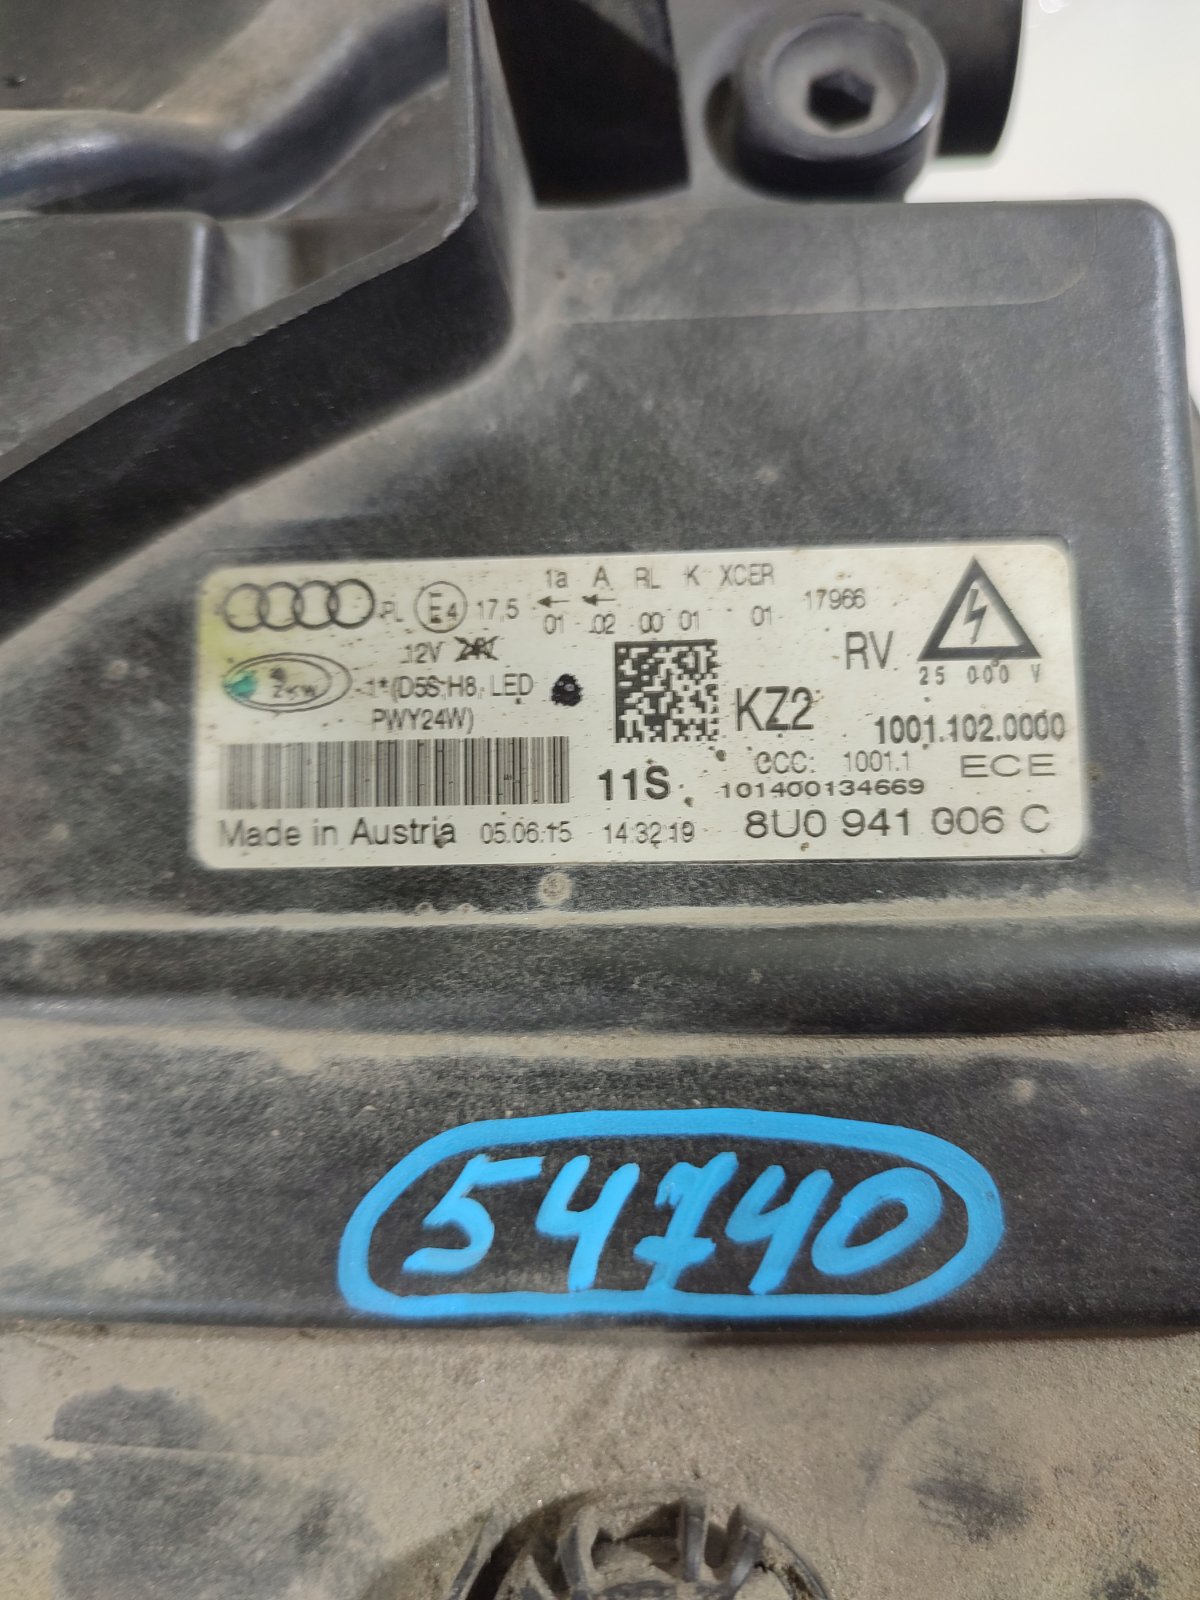 1a A RL K XCER
PL E4 17,5 ← ← 17966
01 02 00 01 01
12V
ZKW 1*(D5S, H8, LED RV 25 000 V
PWY24W) KZ2 1001.102.0000
CCC: 1001.1 ECE
11S 101400134669
Made in Austria 05.06.15 14:32:19 8U0 941 006 C
54740